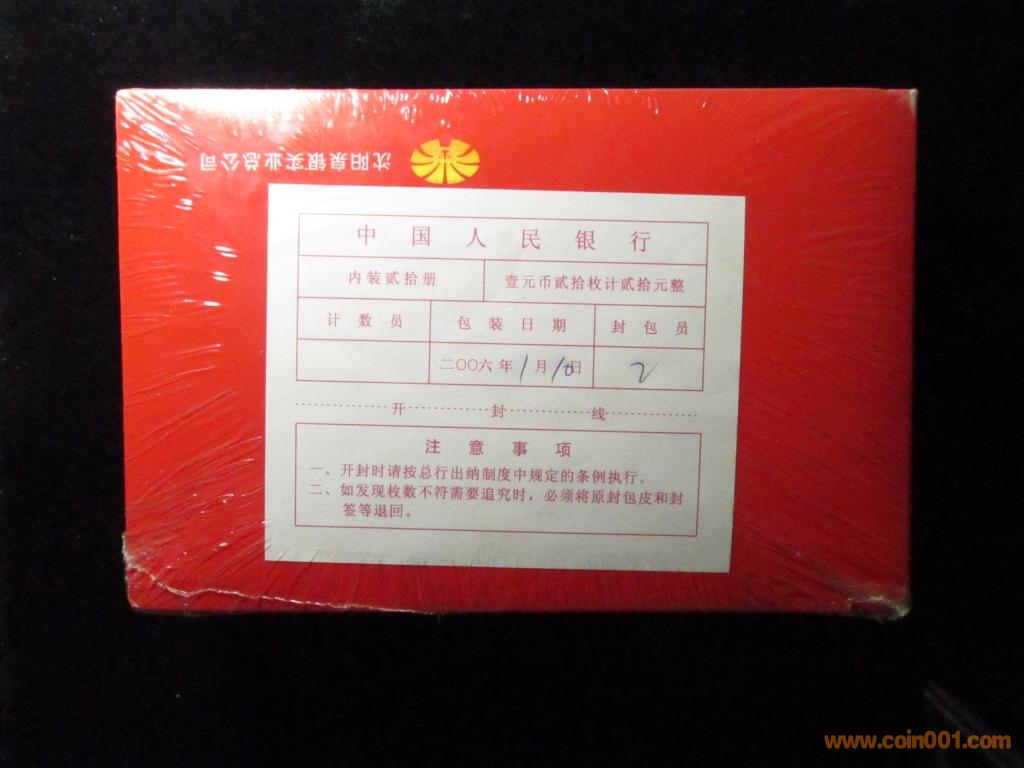 沈阳泉银实业总公司
中国人民银行
内装贰拾册 壹元币贰拾枚计贰拾元整
计数员 包装日期 封包员
二〇〇六年1月10日 2
开封线
注意事项
一、开封时请按总行出纳制度中规定的条例执行。
二、如发现枚数不符需要追究时，必须将原封包皮和封
签等退回。
www.coin001.com